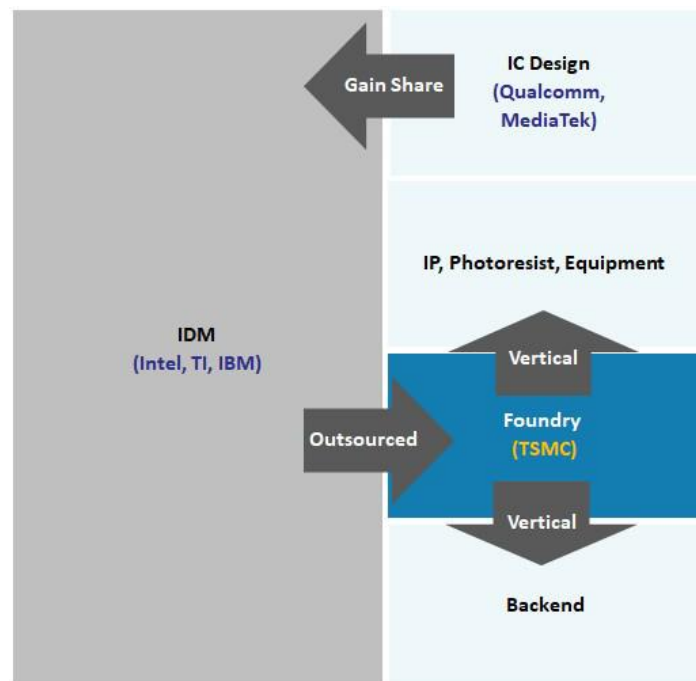 Gain Share
IC Design
(Qualcomm,
MediaTek)
IP, Photoresist, Equipment
IDM
(Intel, TI, IBM)
Vertical
Outsourced
Foundry
(TSMC)
Vertical
Backend